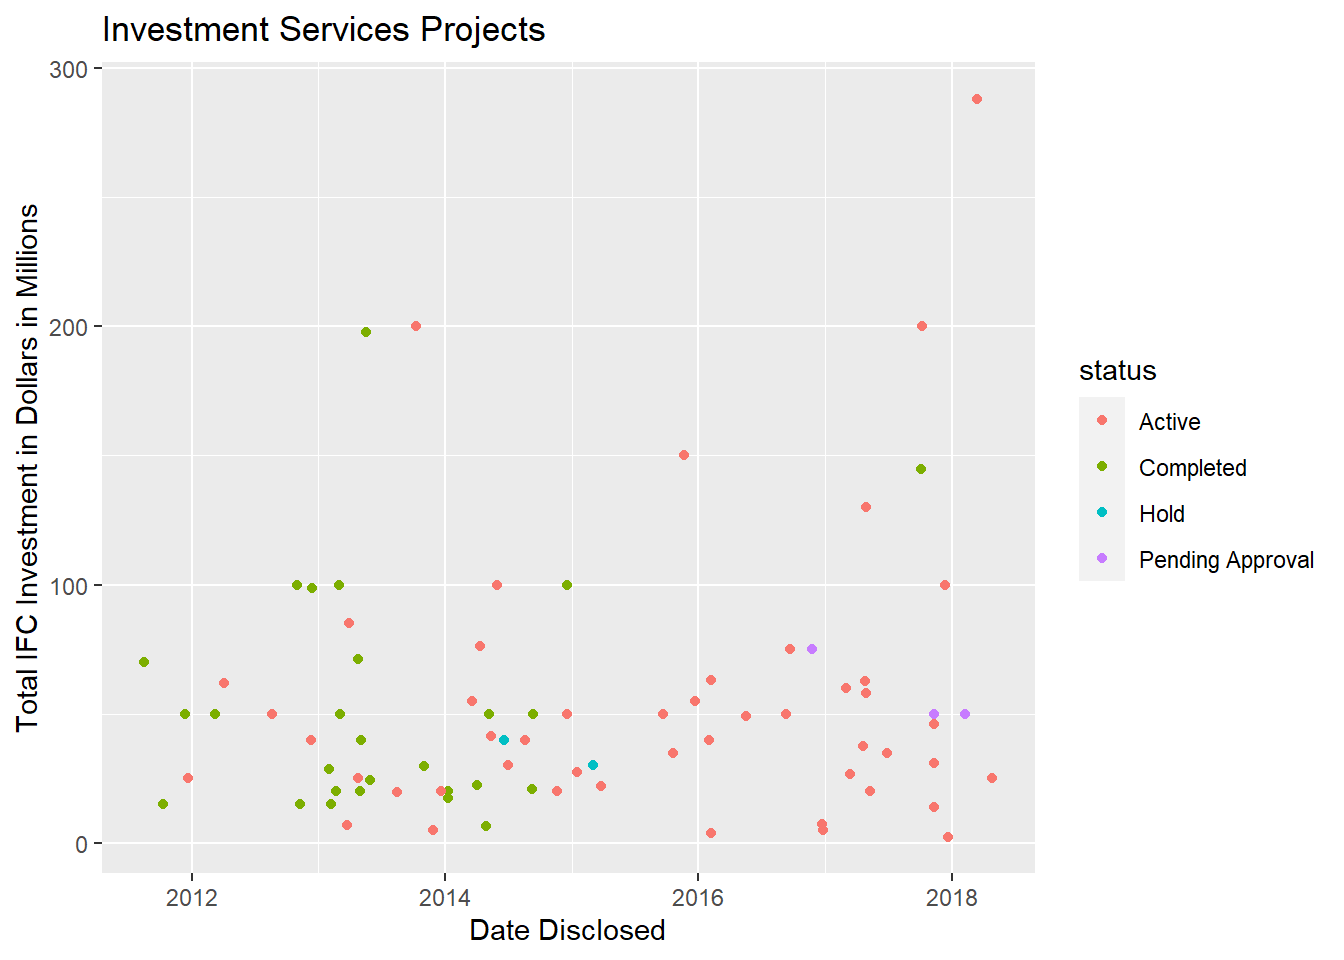 Investment Services Projects
Total IFC Investment in Dollars in Millions
300
200
100
0
2012 2014 2016 2018
Date Disclosed
status
Active
Completed
Hold
Pending Approval